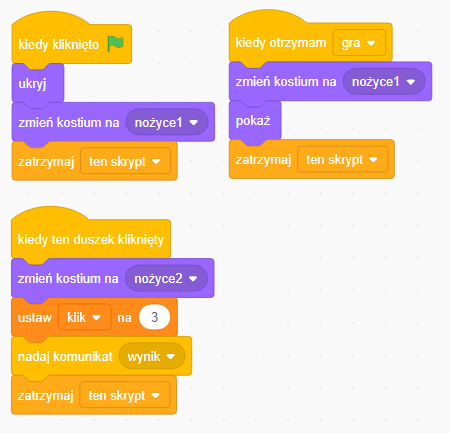 kiedy kliknięto
ukryj
zmień kostium na nożyce1
zatrzymaj ten skrypt
kiedy otrzymam gra
zmień kostium na nożyce1
pokaż
zatrzymaj ten skrypt
kiedy ten duszek kliknięty
zmień kostium na nożyce2
ustaw klik na 3
nadaj komunikat wynik
zatrzymaj ten skrypt